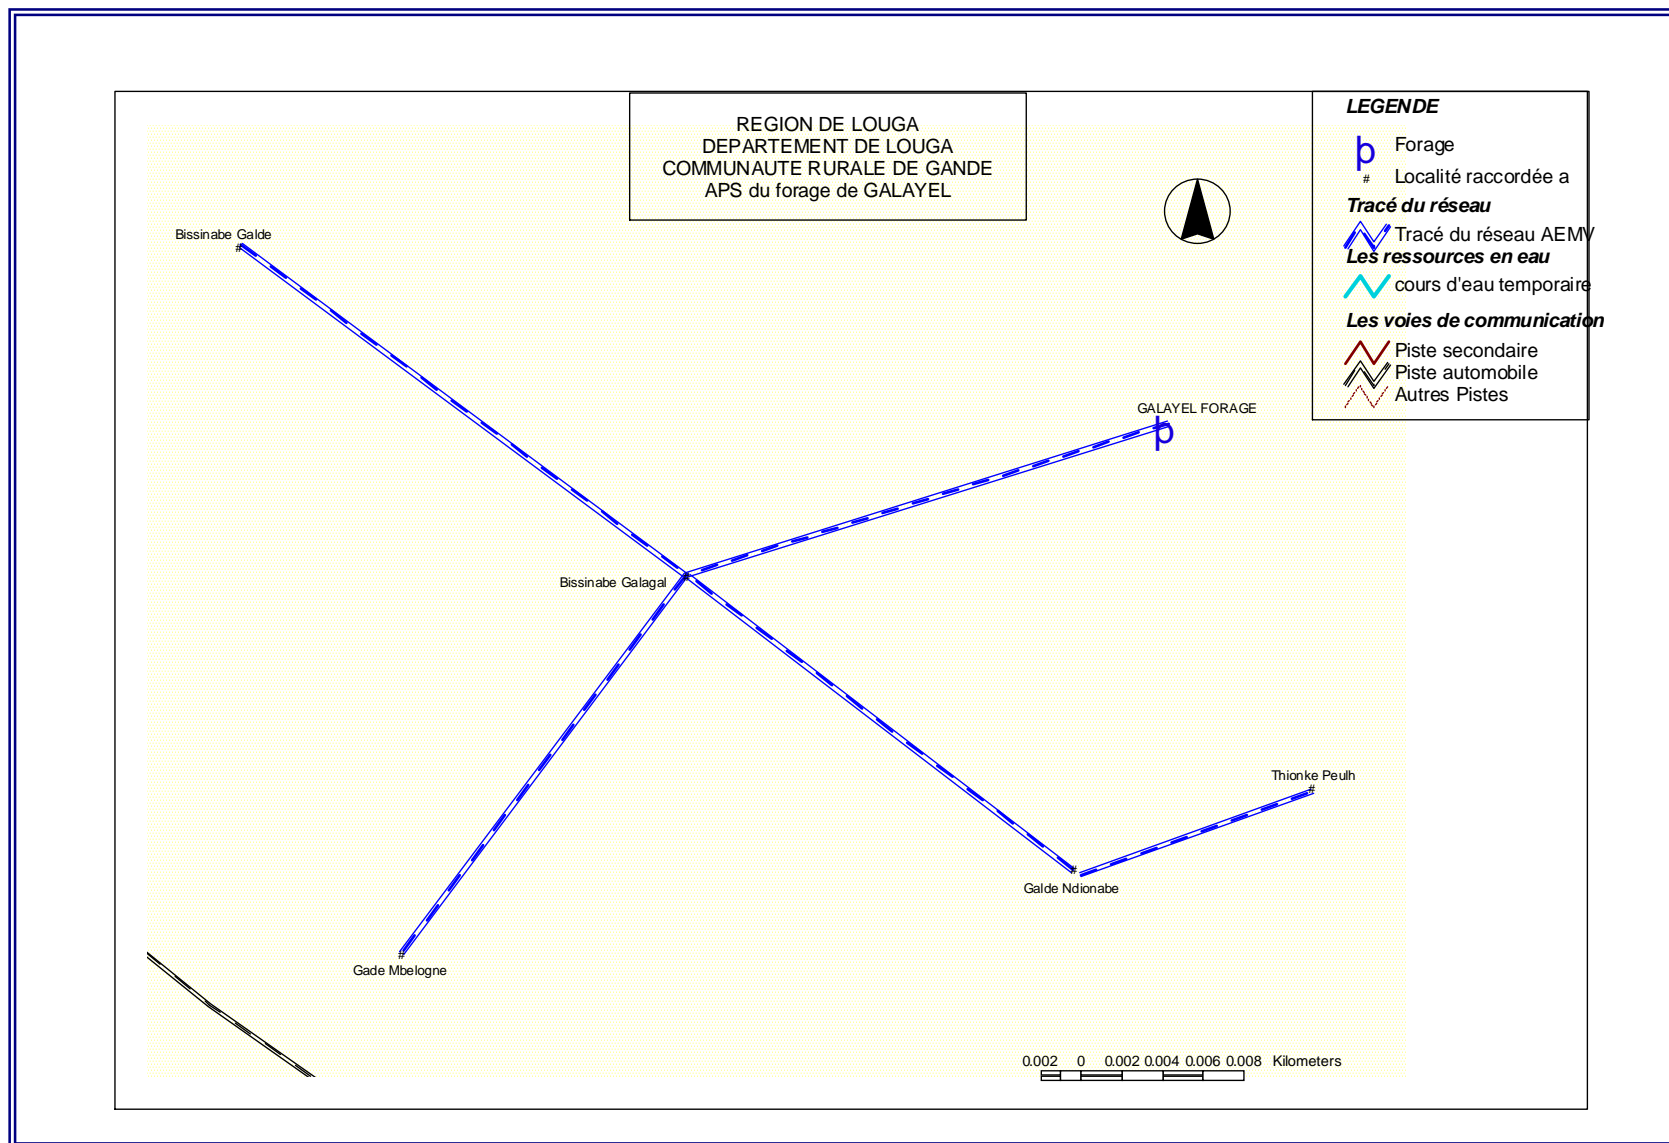 REGION DE LOUGA
DEPARTEMENT DE LOUGA
COMMUNAUTE RURALE DE GANDE
APS du forage de GALAYEL
LEGENDE
Forage
# Localité raccordée a
Tracé du réseau
Tracé du réseau AEMV
Les ressources en eau
cours d'eau temporaire
Les voies de communication
Piste secondaire
Piste automobile
Autres Pistes
Bissinabe Galde
GALAYEL FORAGE
Bissinabe Galagal
Thionke Peulh
Galde Ndionabe
Gade Mbelogne
0.002 0 0.002 0.004 0.006 0.008 Kilometers